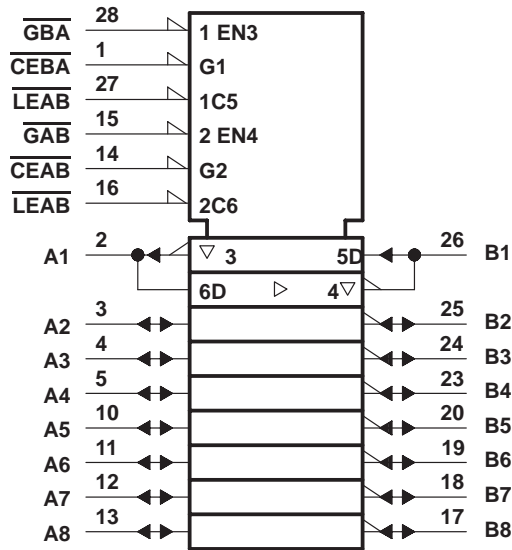 GBA 28 1 EN3
CEBA 1 G1
LEAB 27 1C5
GAB 15 2 EN4
CEAB 14 G2
LEAB 16 2C6
A1 2 3 5D 26 B1
6D 4
A2 3 25 B2
A3 4 24 B3
A4 5 23 B4
A5 10 20 B5
A6 11 19 B6
A7 12 18 B7
A8 13 17 B8